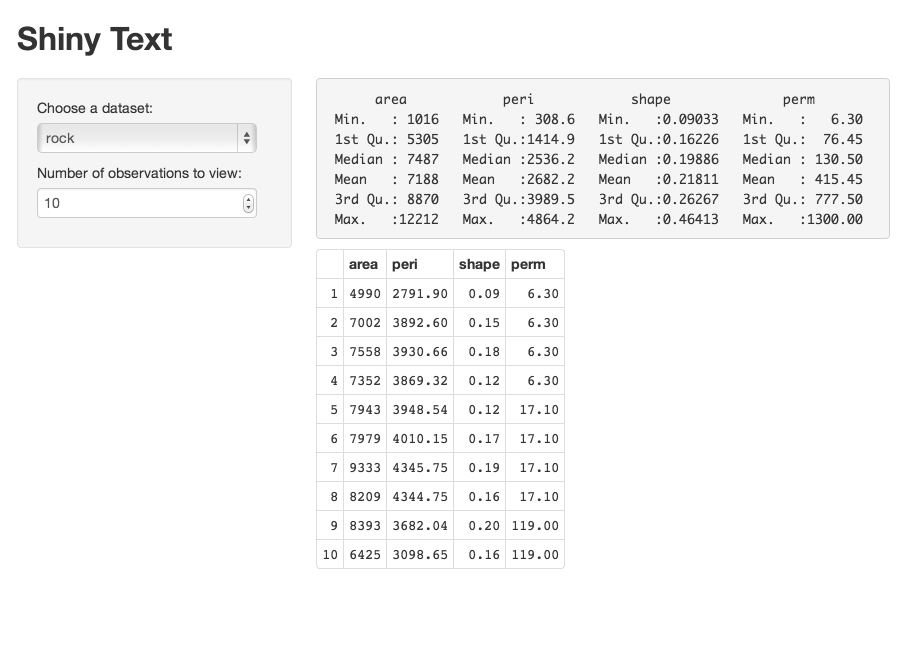 Shiny Text
Choose a dataset:
rock
Number of observations to view:
10
area peri shape perm
Min. : 1016 Min. : 308.6 Min. :0.09033 Min. : 6.30
1st Qu.: 5305 1st Qu.:1414.9 1st Qu.:0.16226 1st Qu.: 76.45
Median : 7487 Median :2536.2 Median :0.19886 Median : 130.50
Mean : 7188 Mean :2682.2 Mean :0.21811 Mean : 415.45
3rd Qu.: 8870 3rd Qu.:3989.5 3rd Qu.:0.26267 3rd Qu.: 777.50
Max. :12212 Max. :4864.2 Max. :0.46413 Max. :1300.00
area peri shape perm
1 4990 2791.90 0.09 6.30
2 7002 3892.60 0.15 6.30
3 7558 3930.66 0.18 6.30
4 7352 3869.32 0.12 6.30
5 7943 3948.54 0.12 17.10
6 7979 4010.15 0.17 17.10
7 9333 4345.75 0.19 17.10
8 8209 4344.75 0.16 17.10
9 8393 3682.04 0.20 119.00
10 6425 3098.65 0.16 119.00